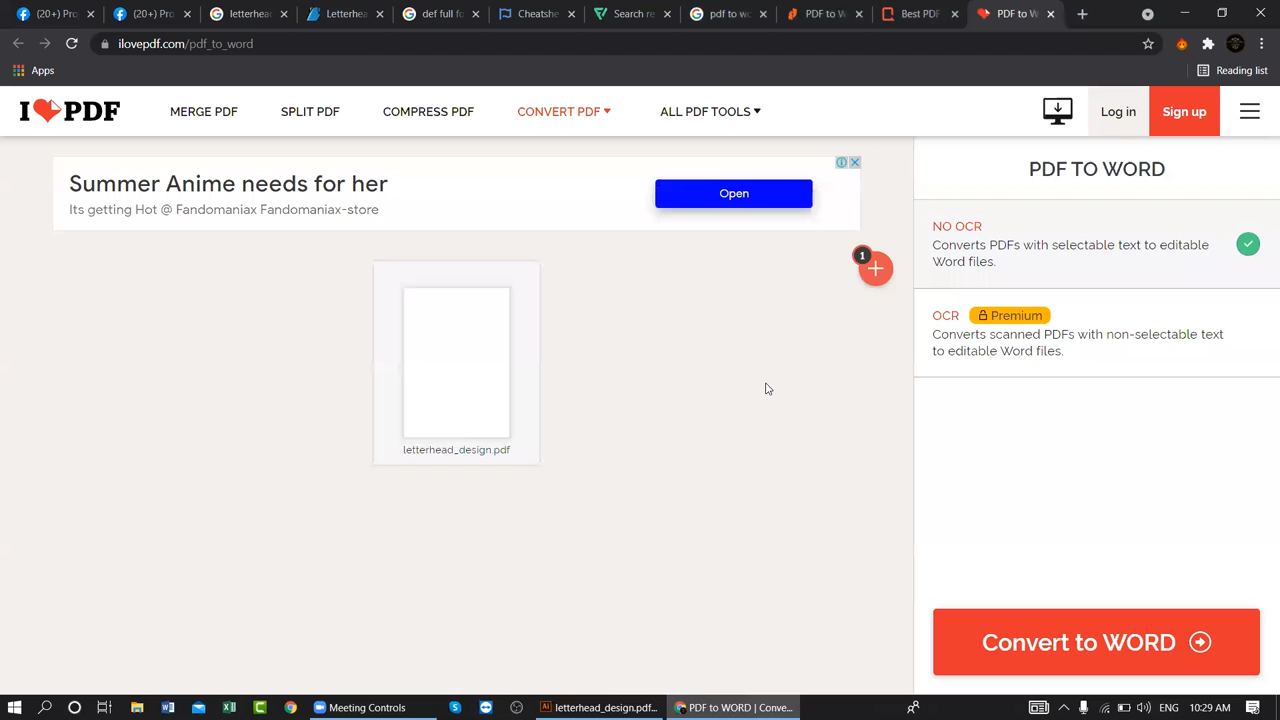 (20+) Pro
(20+) Pro
letterhead
Letterhea
def full fo
Cheatshe
Search re
pdf to wo
PDF to W
Best PDF
PDF to W
ilovepdf.com/pdf_to_word
Apps
Reading list
I PDF
MERGE PDF
SPLIT PDF
COMPRESS PDF
CONVERT PDF
ALL PDF TOOLS
Log in
Sign up
Summer Anime needs for her
Its getting Hot @ Fandomaniax Fandomaniax-store
Open
1
letterhead_design.pdf
PDF TO WORD
NO OCR
Converts PDFs with selectable text to editable
Word files.
OCR Premium
Converts scanned PDFs with non-selectable text
to editable Word files.
Convert to WORD
Meeting Controls
letterhead_design.pdf...
PDF to WORD | Conve...
ENG
10:29 AM